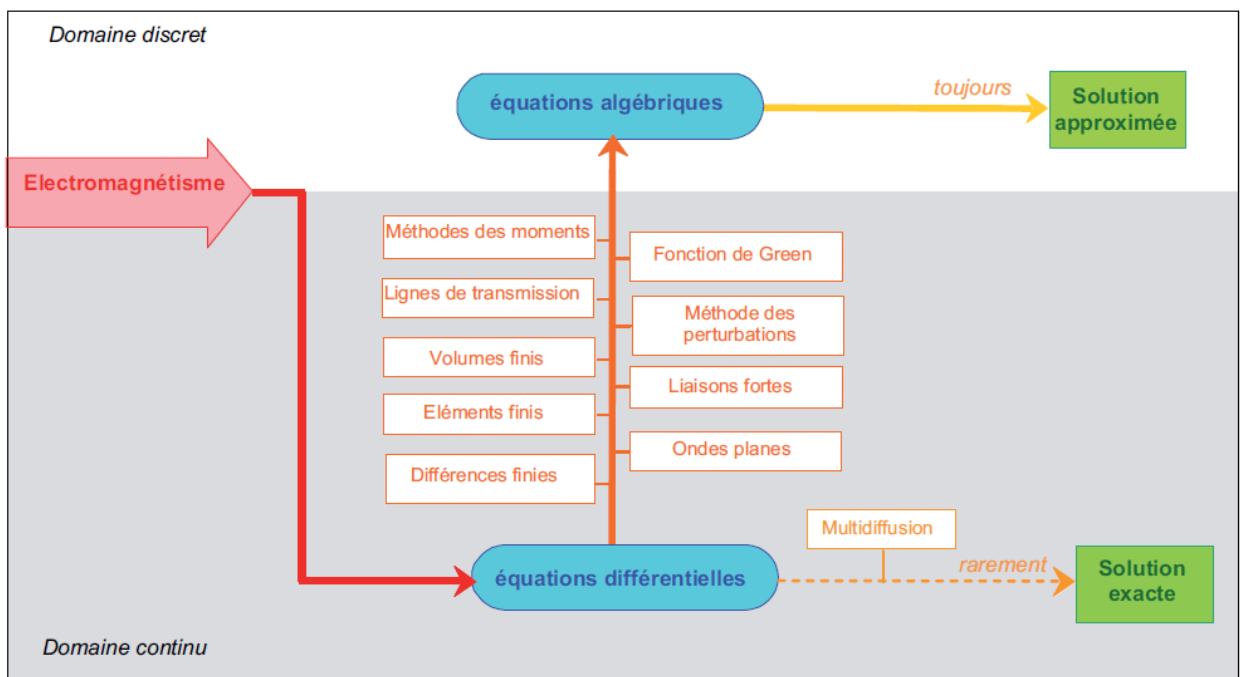 Domaine discret
équations algébriques
toujours
Solution
approximée
Electromagnétisme
Méthodes des moments
Fonction de Green
Lignes de transmission
Méthode des
perturbations
Volumes finis
Liaisons fortes
Eléments finis
Ondes planes
Différences finies
Multidiffusion
équations différentielles
rarement
Solution
exacte
Domaine continu